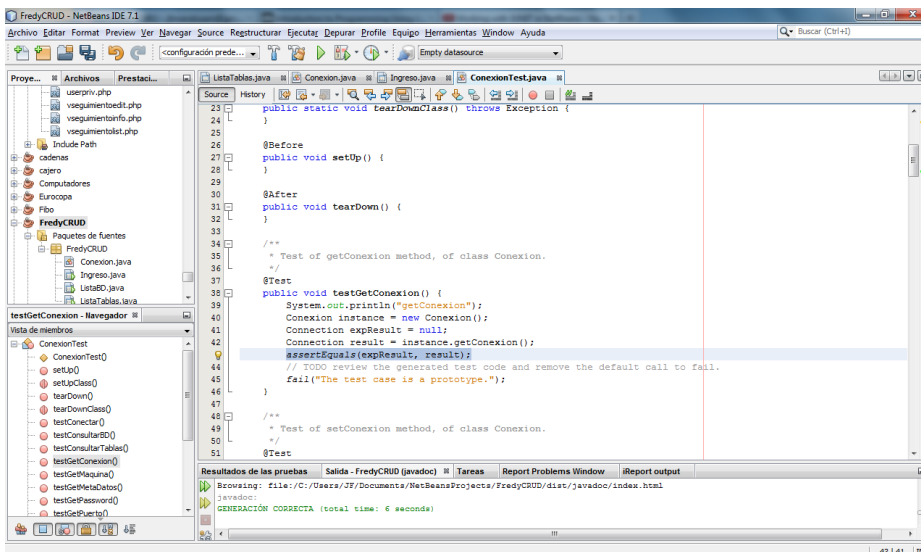 FredyCRUD - NetBeans IDE 7.1
Archivo Editar Format Preview Ver Navegar Source Reestructurar Ejecutar Depurar Profile Equipo Herramientas Window Ayuda
Buscar (Ctrl+I)
<configuración prede...
Empty datasource
Proye...
Archivos
Prestaci...
userpriv.php
vseguimientoedit.php
vseguimientoinfo.php
vseguimientolist.php
Include Path
cadenas
cajero
Computadores
Eurocopa
Fibo
FredyCRUD
Paquetes de fuentes
FredyCRUD
Conexion.java
Ingreso.java
ListaBD.java
ListaTablas.java
testGetConexion - Navegador
Vista de miembros
ConexionTest
ConexionTest()
setUp()
setUpClass()
tearDown()
tearDownClass()
testConectar()
testConsultarBD()
testConsultarTablas()
testGetConexion()
testGetMaquina()
testGetMetaDatos()
testGetPassword()
testGetPuerto()
ListaTablas.java Conexion.java Ingreso.java ConexionTest.java
Source History
23 public static void tearDownClass() throws Exception {
24 }
25
26 @Before
27 public void setUp() {
28 }
29
30 @After
31 public void tearDown() {
32 }
33
34 /**
35 * Test of getConexion method, of class Conexion.
36 */
37 @Test
38 public void testGetConexion() {
39 System.out.println("getConexion");
40 Conexion instance = new Conexion();
41 Connection expResult = null;
42 Connection result = instance.getConexion();
assertEquals(expResult, result);
44 // TODO review the generated test code and remove the default call to fail.
45 fail("The test case is a prototype.");
46 }
47
48 /**
49 * Test of setConexion method, of class Conexion.
50 */
51 @Test
Resultados de las pruebas Salida - FredyCRUD (javadoc) Tareas Report Problems Window iReport output
Browsing: file:/C:/Users/JF/Documents/NetBeansProjects/FredyCRUD/dist/javadoc/index.html
javadoc:
GENERACIÓN CORRECTA (total time: 6 seconds)